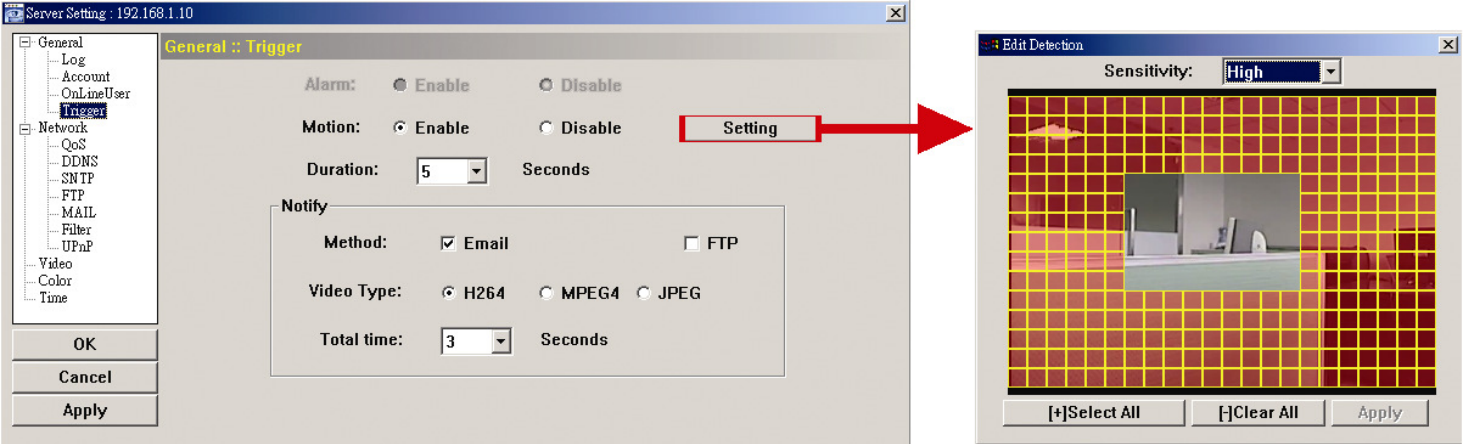 Server Setting : 192.168.1.10
General
Log
Account
OnLineUser
Trigger
Network
QoS
DDNS
SNTP
FTP
MAIL
Filter
UPnP
Video
Color
Time
OK
Cancel
Apply
General :: Trigger
Alarm: Enable Disable
Motion: Enable Disable Setting
Duration: 5 Seconds
Notify
Method: Email FTP
Video Type: H264 MPEG4 JPEG
Total time: 3 Seconds
Edit Detection
Sensitivity: High
[+]Select All [-]Clear All Apply